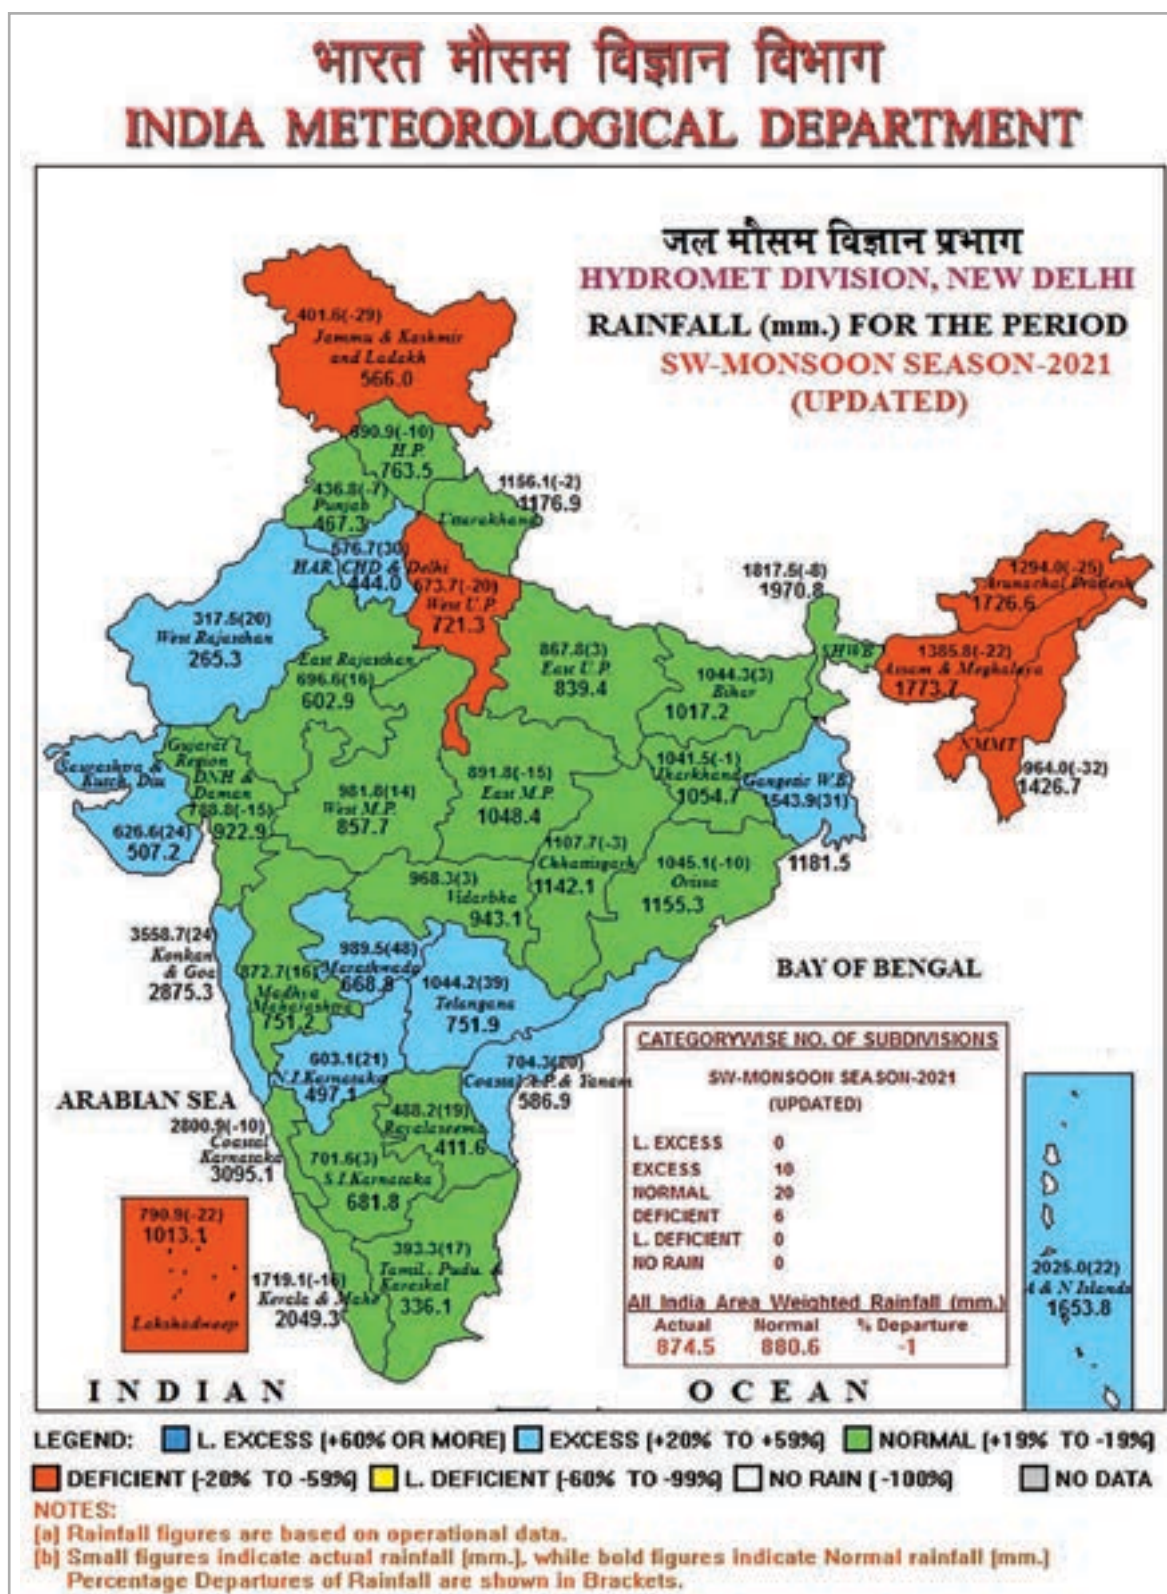 भारत मौसम विज्ञान विभाग
INDIA METEOROLOGICAL DEPARTMENT
जल मौसम विज्ञान प्रभाग
HYDROMET DIVISION, NEW DELHI
RAINFALL (mm.) FOR THE PERIOD
SW-MONSOON SEASON-2021
(UPDATED)
401.6(-29)
Jammu & Kashmir
and Ladakh
566.0
690.9(-10)
H.P.
763.5
436.8(-7)
Punjab
467.3
1156.1(-2)
1176.9
Uttarakhand
576.7(30)
HAR. CHD & Delhi
444.0
673.7(-20)
West U.P.
721.3
317.5(20)
West Rajasthan
265.3
East Rajasthan
696.6(16)
602.9
867.8(3)
East U.P.
839.4
1044.3(3)
Bihar
1017.2
1817.5(-8)
1970.8
SHWB
1294.0(-25)
Arunachal Pradesh
1726.6
1385.8(-22)
Assam & Meghalaya
1773.7
NMMT
964.0(-32)
1426.7
Saurashtra &
Kutch, Diu
626.6(24)
507.2
Gujarat
Region
DNH &
Daman
788.8(-15)
922.9
981.8(14)
West M.P.
857.7
891.8(-15)
East M.P.
1048.4
1041.5(-1)
Jharkhand
1054.7
Gangetic W.B.
1543.9(31)
1181.5
1107.7(-3)
Chhattisgarh
1142.1
1045.1(-10)
Orissa
1155.3
968.3(3)
Vidarbha
943.1
3558.7(24)
Konkan
& Goa
2875.3
872.7(16)
Madhya
Maharashtra
751.2
989.5(48)
Marathwada
668.8
1044.2(39)
Telangana
751.9
BAY OF BENGAL
603.1(21)
N.I.Karnataka
497.1
704.3(20)
Coastal A.P. & Yanam
586.9
ARABIAN SEA
2800.9(-10)
Coastal
Karnataka
3095.1
488.2(19)
Rayalaseema
411.6
701.6(3)
S.I.Karnataka
681.8
790.9(-22)
1013.1
Lakshadweep
1719.1(-16)
Kerala & Mahe
2049.3
393.3(17)
Tamil. Pudu. &
Karaikal
336.1
CATEGORYWISE NO. OF SUBDIVISIONS
SW-MONSOON SEASON-2021
(UPDATED)
L. EXCESS 0
EXCESS 10
NORMAL 20
DEFICIENT 6
L. DEFICIENT 0
NO RAIN 0
All India Area Weighted Rainfall (mm.)
Actual Normal % Departure
874.5 880.6 -1
2025.0(22)
A & N Islands
1653.8
INDIAN OCEAN
LEGEND: L. EXCESS (+60% OR MORE) EXCESS (+20% TO +59%) NORMAL (+19% TO -19%)
DEFICIENT (-20% TO -59%) L. DEFICIENT (-60% TO -99%) NO RAIN (-100%) NO DATA
NOTES:
(a) Rainfall figures are based on operational data.
(b) Small figures indicate actual rainfall (mm.), while bold figures indicate Normal rainfall (mm.)
Percentage Departures of Rainfall are shown in Brackets.